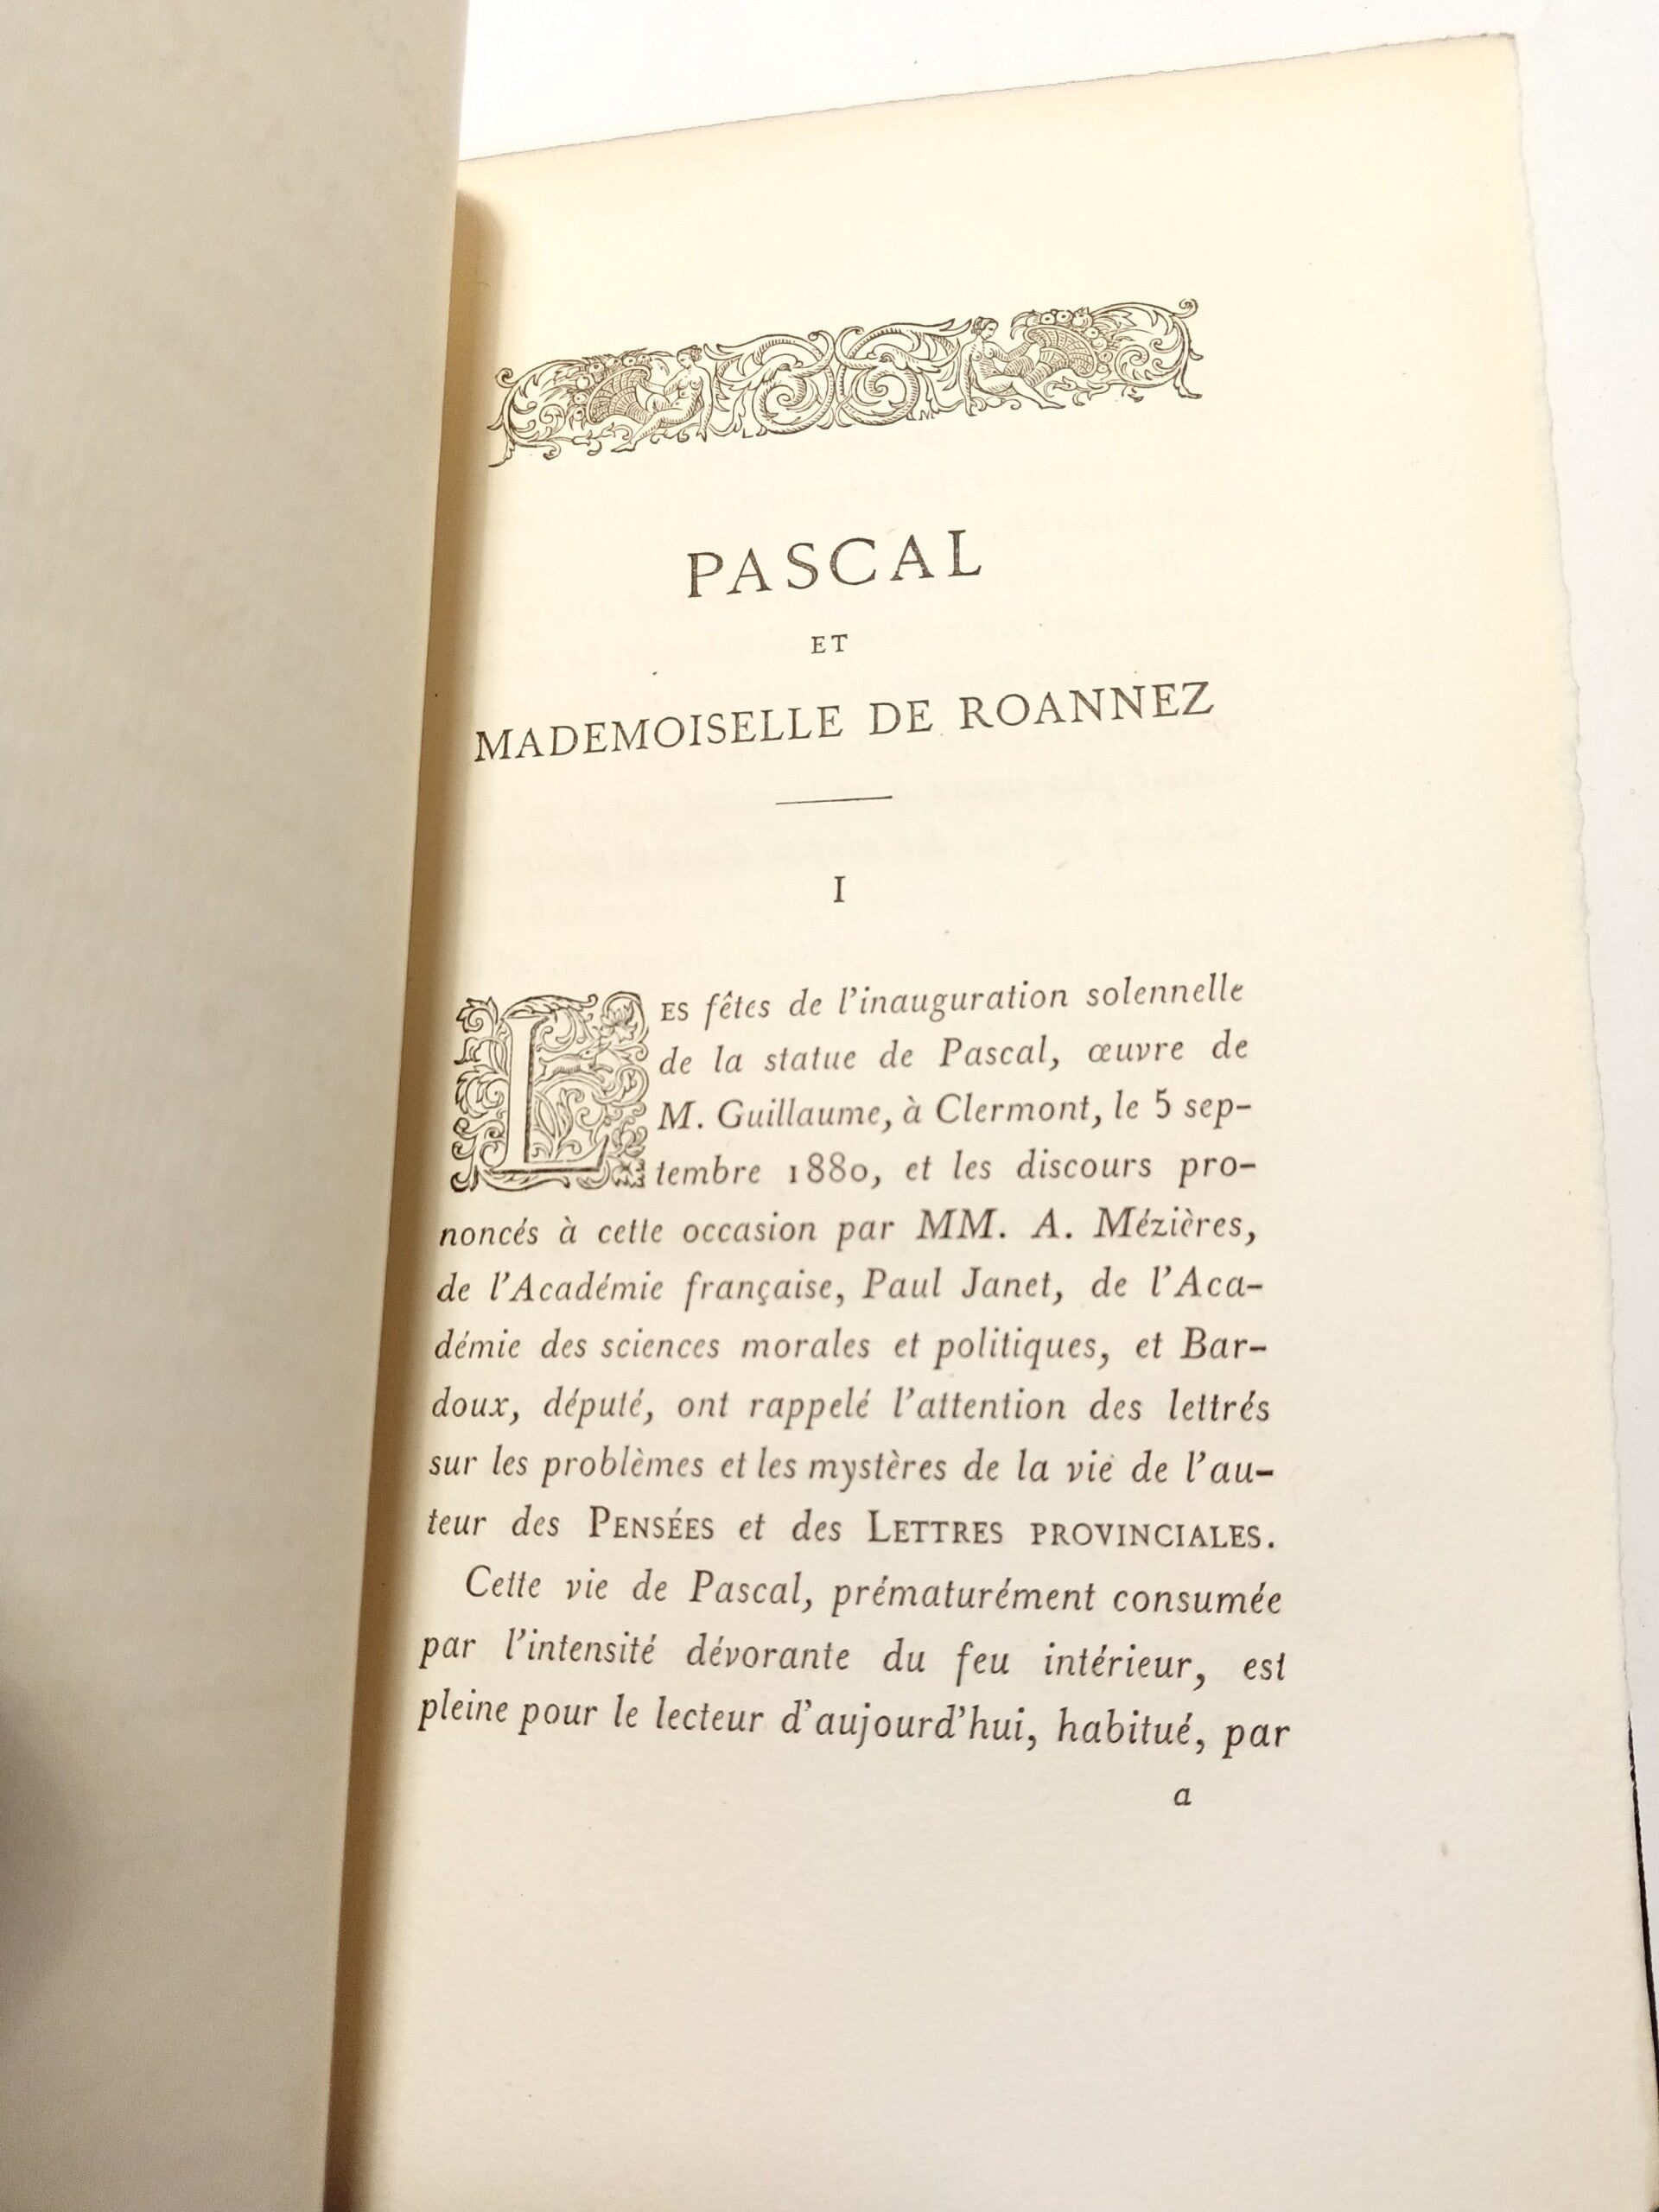 PASCAL
ET
MADEMOISELLE DE ROANNEZ
I
LES fêtes de l'inauguration solennelle
de la statue de Pascal, œuvre de
M. Guillaume, à Clermont, le 5 sep-
tembre 1880, et les discours pro-
noncés à cette occasion par MM. A. Mézières,
de l'Académie française, Paul Janet, de l'Aca-
démie des sciences morales et politiques, et Bar-
doux, député, ont rappelé l'attention des lettrés
sur les problèmes et les mystères de la vie de l'au-
teur des PENSÉES et des LETTRES PROVINCIALES.
Cette vie de Pascal, prématurément consumée
par l'intensité dévorante du feu intérieur, est
pleine pour le lecteur d'aujourd'hui, habitué, par
a